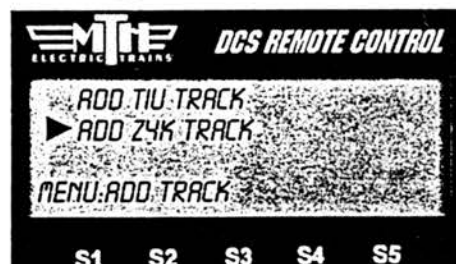 MTH
ELECTRIC TRAINS
DCS REMOTE CONTROL
ADD TIU TRACK
ADD Z4K TRACK
MENU:ADD TRACK
S1 S2 S3 S4 S5